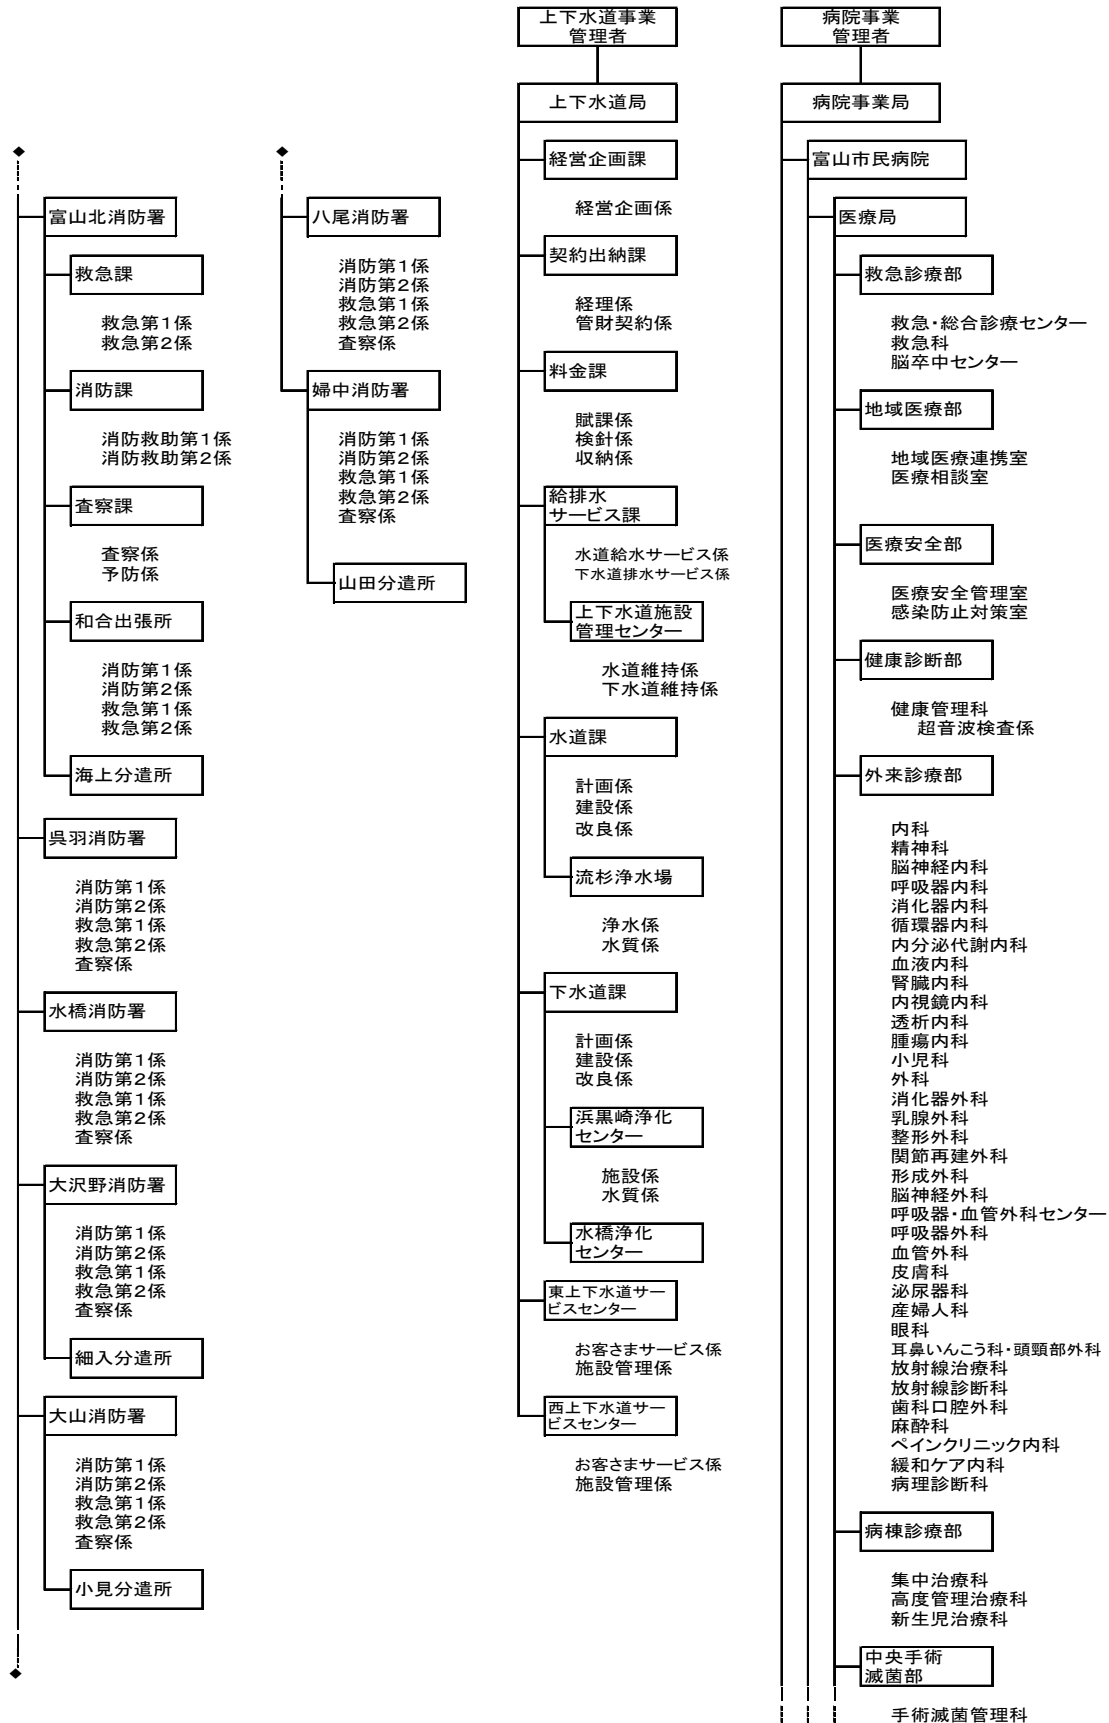 富山北消防署
救急課
救急第1係
救急第2係
消防課
消防救助第1係
消防救助第2係
査察課
査察係
予防係
和合出張所
消防第1係
消防第2係
救急第1係
救急第2係
海上分遣所
呉羽消防署
消防第1係
消防第2係
救急第1係
救急第2係
査察係
水橋消防署
消防第1係
消防第2係
救急第1係
救急第2係
査察係
大沢野消防署
消防第1係
消防第2係
救急第1係
救急第2係
査察係
細入分遣所
大山消防署
消防第1係
消防第2係
救急第1係
救急第2係
査察係
小見分遣所
八尾消防署
消防第1係
消防第2係
救急第1係
救急第2係
査察係
婦中消防署
消防第1係
消防第2係
救急第1係
救急第2係
査察係
山田分遣所
上下水道事業
管理者
上下水道局
経営企画課
経営企画係
契約出納課
経理係
管財契約係
料金課
賦課係
検針係
収納係
給排水
サービス課
水道給水サービス係
下水道排水サービス係
上下水道施設
管理センター
水道維持係
下水道維持係
水道課
計画係
建設係
改良係
流杉浄水場
浄水係
水質係
下水道課
計画係
建設係
改良係
浜黒崎浄化
センター
施設係
水質係
水橋浄化
センター
東上下水道サー
ビスセンター
お客さまサービス係
施設管理係
西上下水道サー
ビスセンター
お客さまサービス係
施設管理係
病院事業
管理者
病院事業局
富山市民病院
医療局
救急診療部
救急・総合診療センター
救急科
脳卒中センター
地域医療部
地域医療連携室
医療相談室
医療安全部
医療安全管理室
感染防止対策室
健康診断部
健康管理科
超音波検査係
外来診療部
内科
精神科
脳神経内科
呼吸器内科
消化器内科
循環器内科
内分泌代謝内科
血液内科
腎臓内科
内視鏡内科
透析内科
腫瘍内科
小児科
外科
消化器外科
乳腺外科
整形外科
関節再建外科
形成外科
脳神経外科
呼吸器・血管外科センター
呼吸器外科
血管外科
皮膚科
泌尿器科
産婦人科
眼科
耳鼻いんこう科・頭頸部外科
放射線治療科
放射線診断科
歯科口腔外科
麻酔科
ペインクリニック内科
緩和ケア内科
病理診断科
病棟診療部
集中治療科
高度管理治療科
新生児治療科
中央手術
滅菌部
手術滅菌管理科